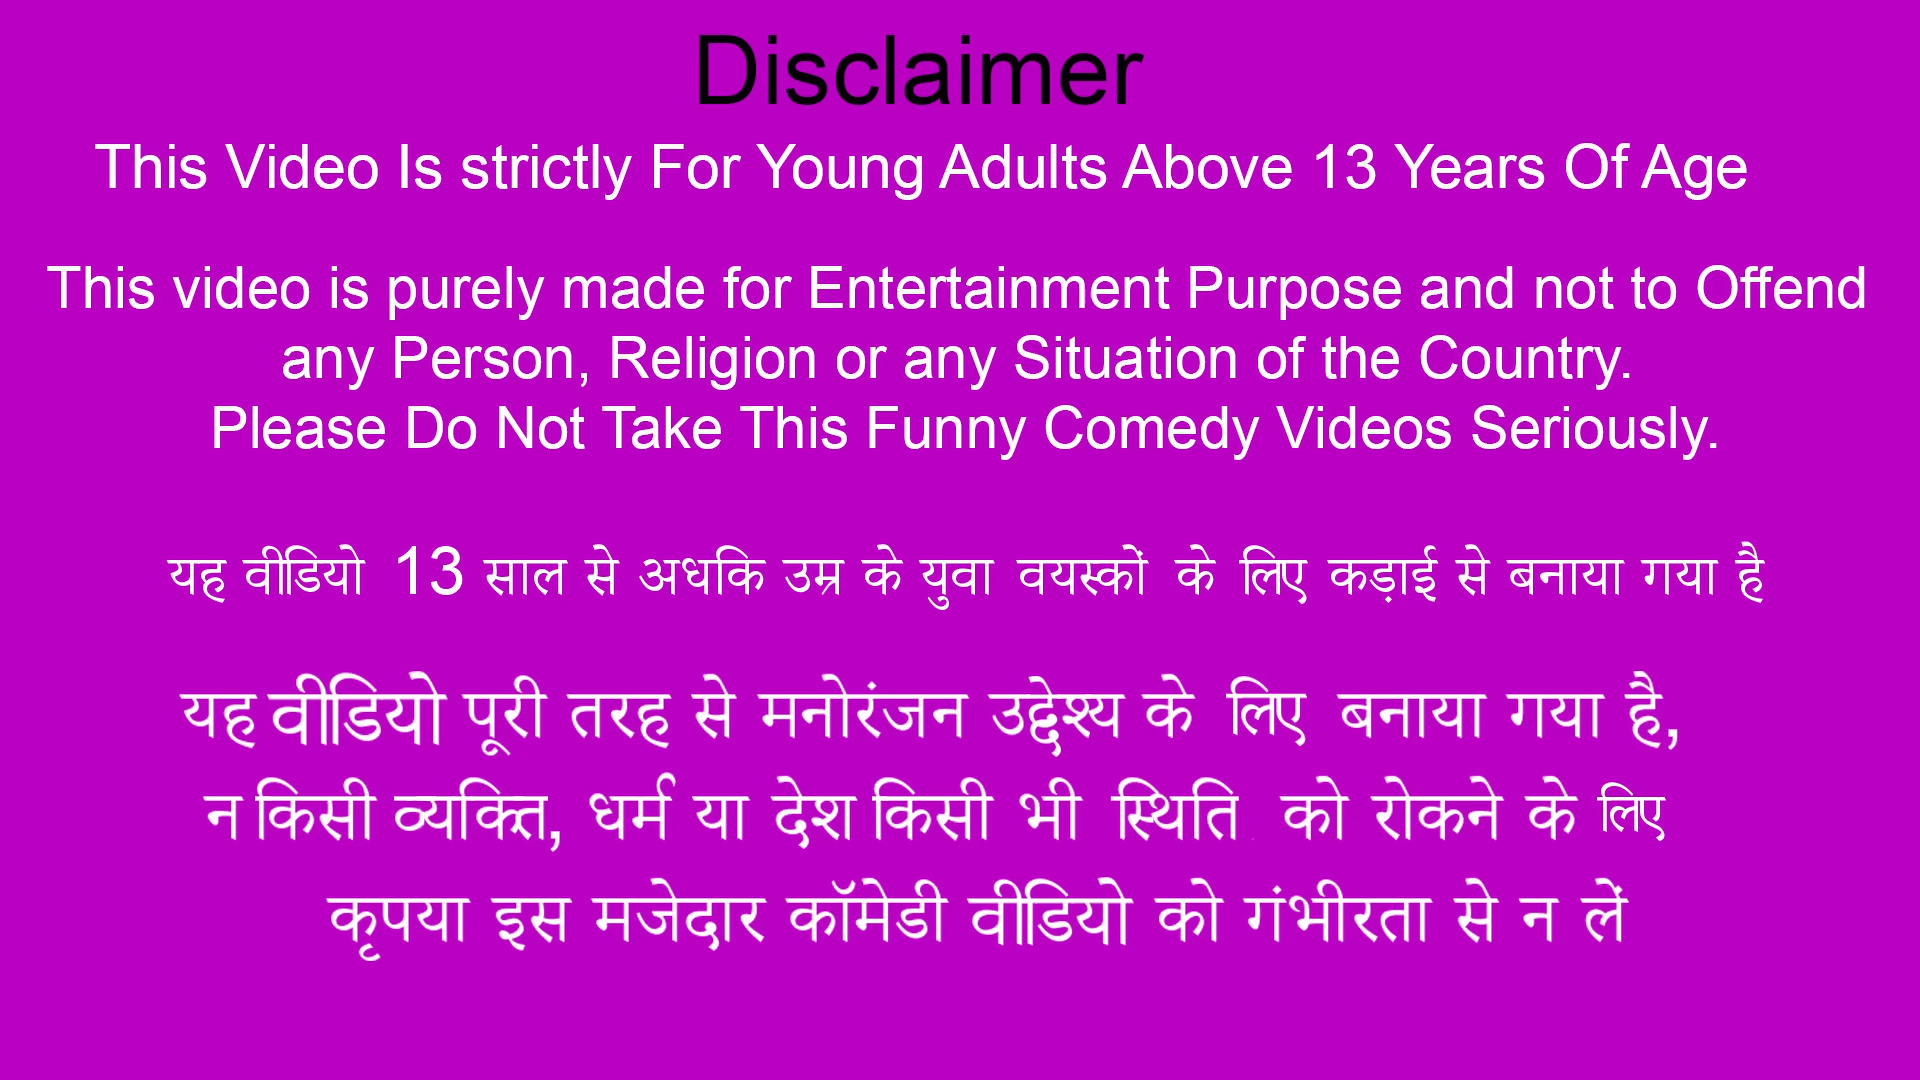 Disclaimer
This Video Is strictly For Young Adults Above 13 Years Of Age
This video is purely made for Entertainment Purpose and not to Offend
any Person, Religion or any Situation of the Country.
Please Do Not Take This Funny Comedy Videos Seriously.
यह वीडियो 13 साल से अधकि उम्र के युवा वयस्कों के लिए कड़ाई से बनाया गया है
यह वीडियो पूरी तरह से मनोरंजन उद्देश्य के लिए बनाया गया है,
न किसी व्यक्ति, धर्म या देश किसी भी स्थिति को रोकने के लिए
कृपया इस मजेदार कॉमेडी वीडियो को गंभीरता से न लें